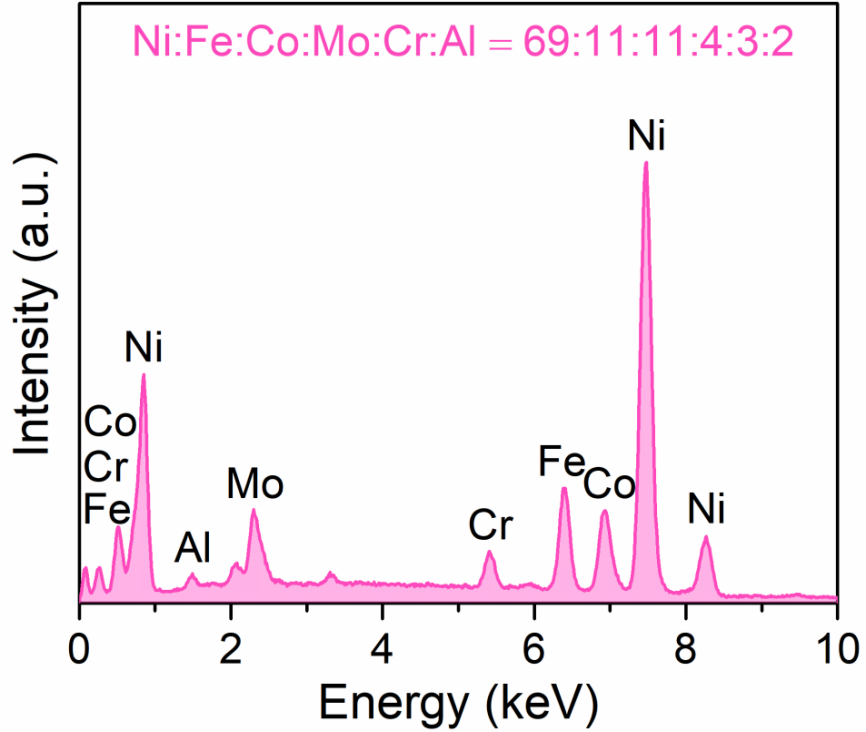 Ni:Fe:Co:Mo:Cr:Al = 69:11:11:4:3:2
Intensity (a.u.)
Ni
Ni
Co
Cr
Fe
Al
Mo
Cr
Fe
Co
Ni
0 2 4 6 8 10
Energy (keV)